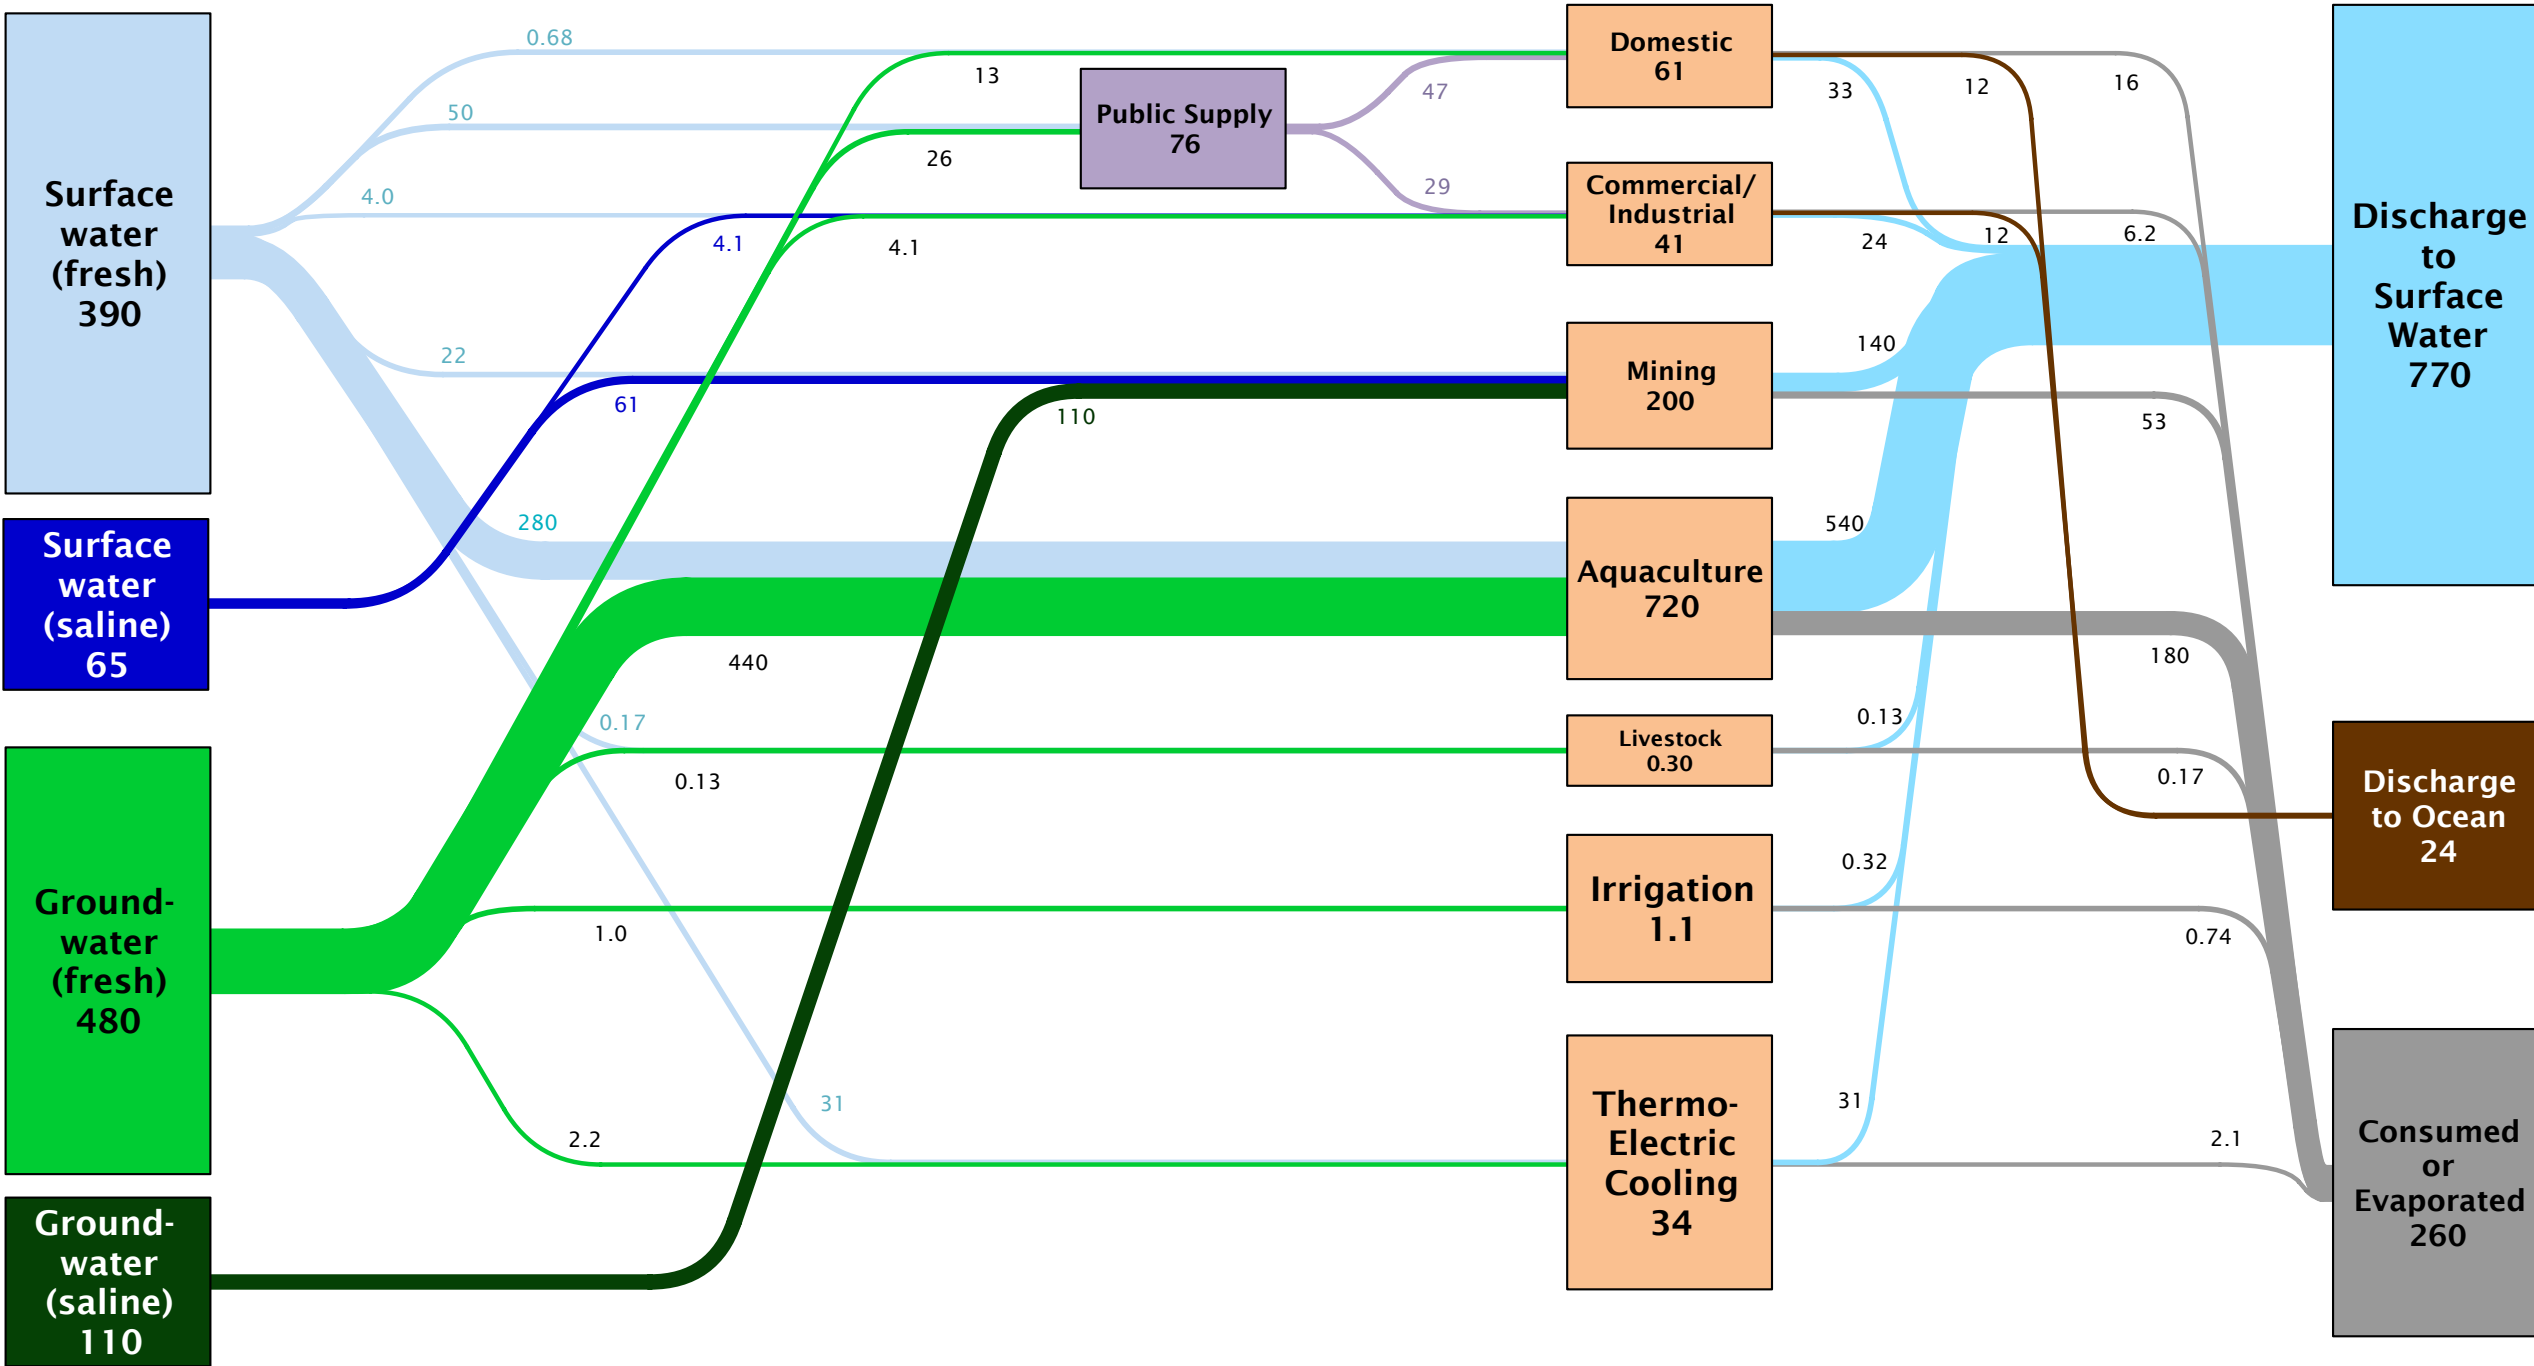 Surface
water
(fresh)
390
Surface
water
(saline)
65
Ground-
water
(fresh)
480
Ground-
water
(saline)
110
0.68
50
4.0
22
280
0.17
31
4.1
61
13
26
4.1
440
0.13
1.0
2.2
110
Public Supply
76
47
29
Domestic
61
Commercial/
Industrial
41
Mining
200
Aquaculture
720
Livestock
0.30
Irrigation
1.1
Thermo-
Electric
Cooling
34
33
12
16
24
12
6.2
140
53
540
180
0.13
0.17
0.32
0.74
31
2.1
Discharge
to
Surface
Water
770
Discharge
to Ocean
24
Consumed
or
Evaporated
260